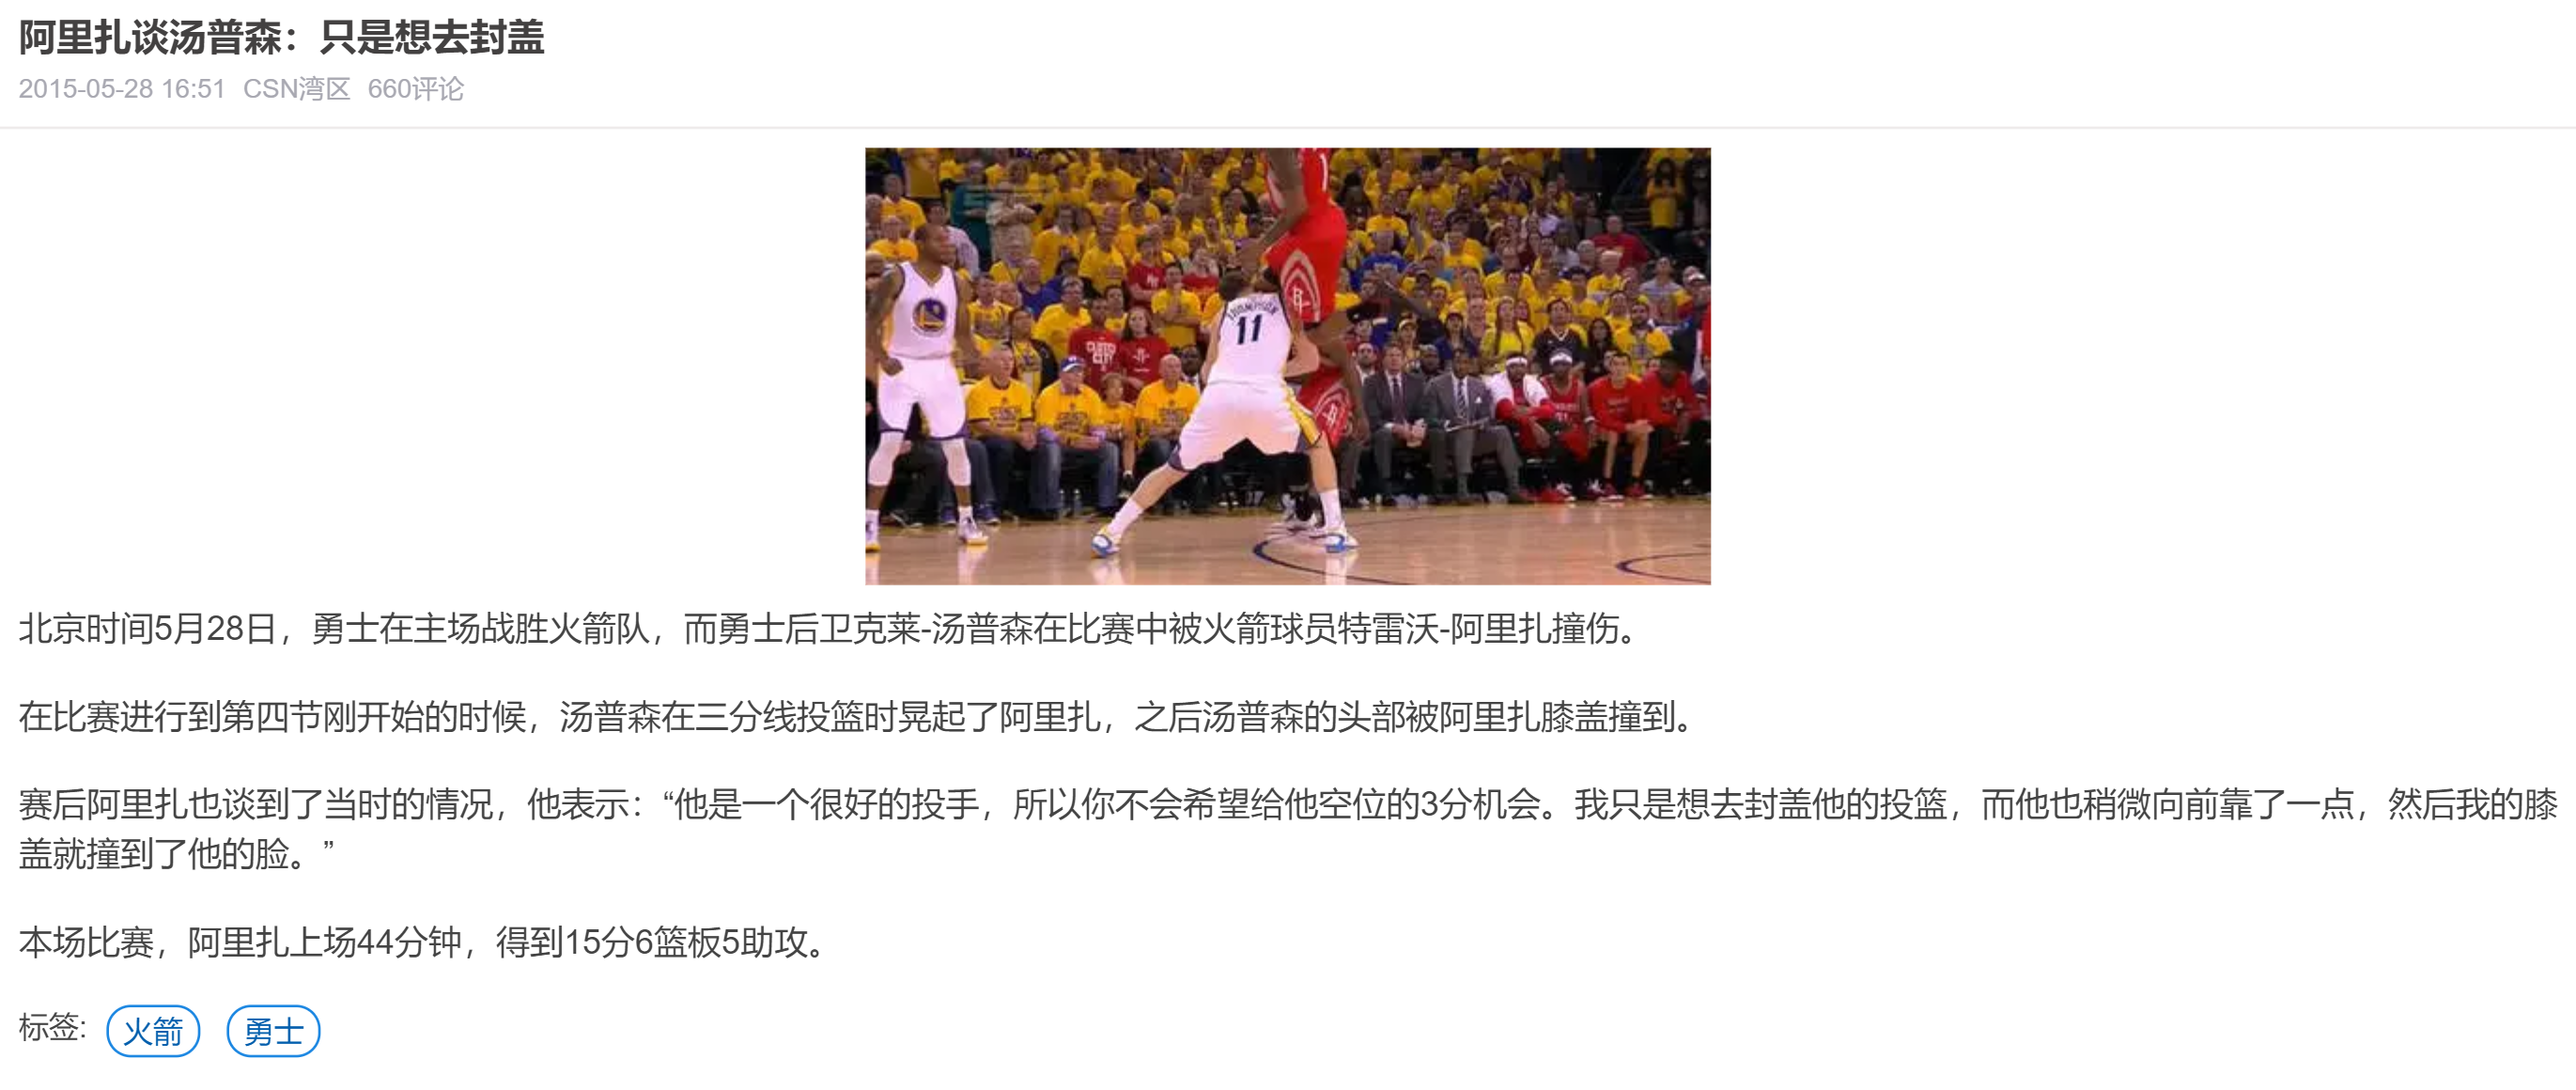 阿里扎谈汤普森：只是想去封盖
2015-05-28 16:51 CSN湾区 660评论
THOMPSON
11
北京时间5月28日，勇士在主场战胜火箭队，而勇士后卫克莱-汤普森在比赛中被火箭球员特雷沃-阿里扎撞伤。
在比赛进行到第四节刚开始的时候，汤普森在三分线投篮时晃起了阿里扎，之后汤普森的头部被阿里扎膝盖撞到。
赛后阿里扎也谈到了当时的情况，他表示：“他是一个很好的投手，所以你不会希望给他空位的3分机会。我只是想去封盖他的投篮，而他也稍微向前靠了一点，然后我的膝
盖就撞到了他的脸。”
本场比赛，阿里扎上场44分钟，得到15分6篮板5助攻。
标签: 火箭 勇士